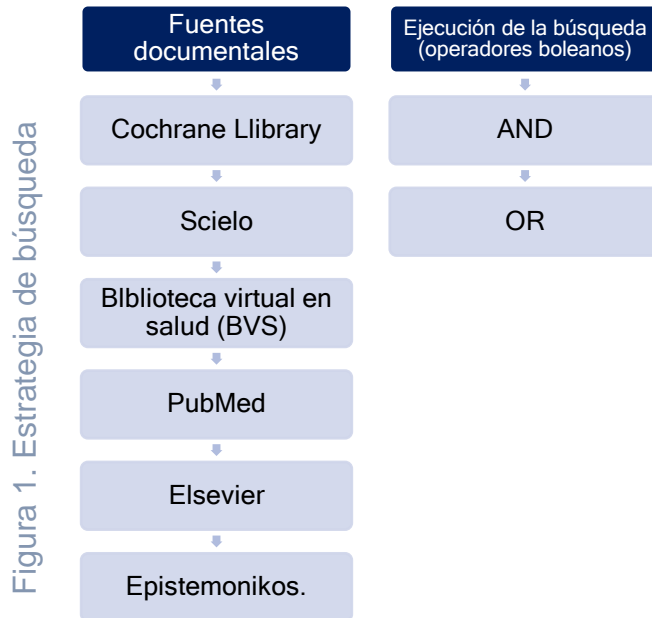 Figura 1. Estrategia de búsqueda
Fuentes
documentales
Cochrane Llibrary
Scielo
BIblioteca virtual en
salud (BVS)
PubMed
Elsevier
Epistemonikos.
Ejecución de la búsqueda
(operadores boleanos)
AND
OR